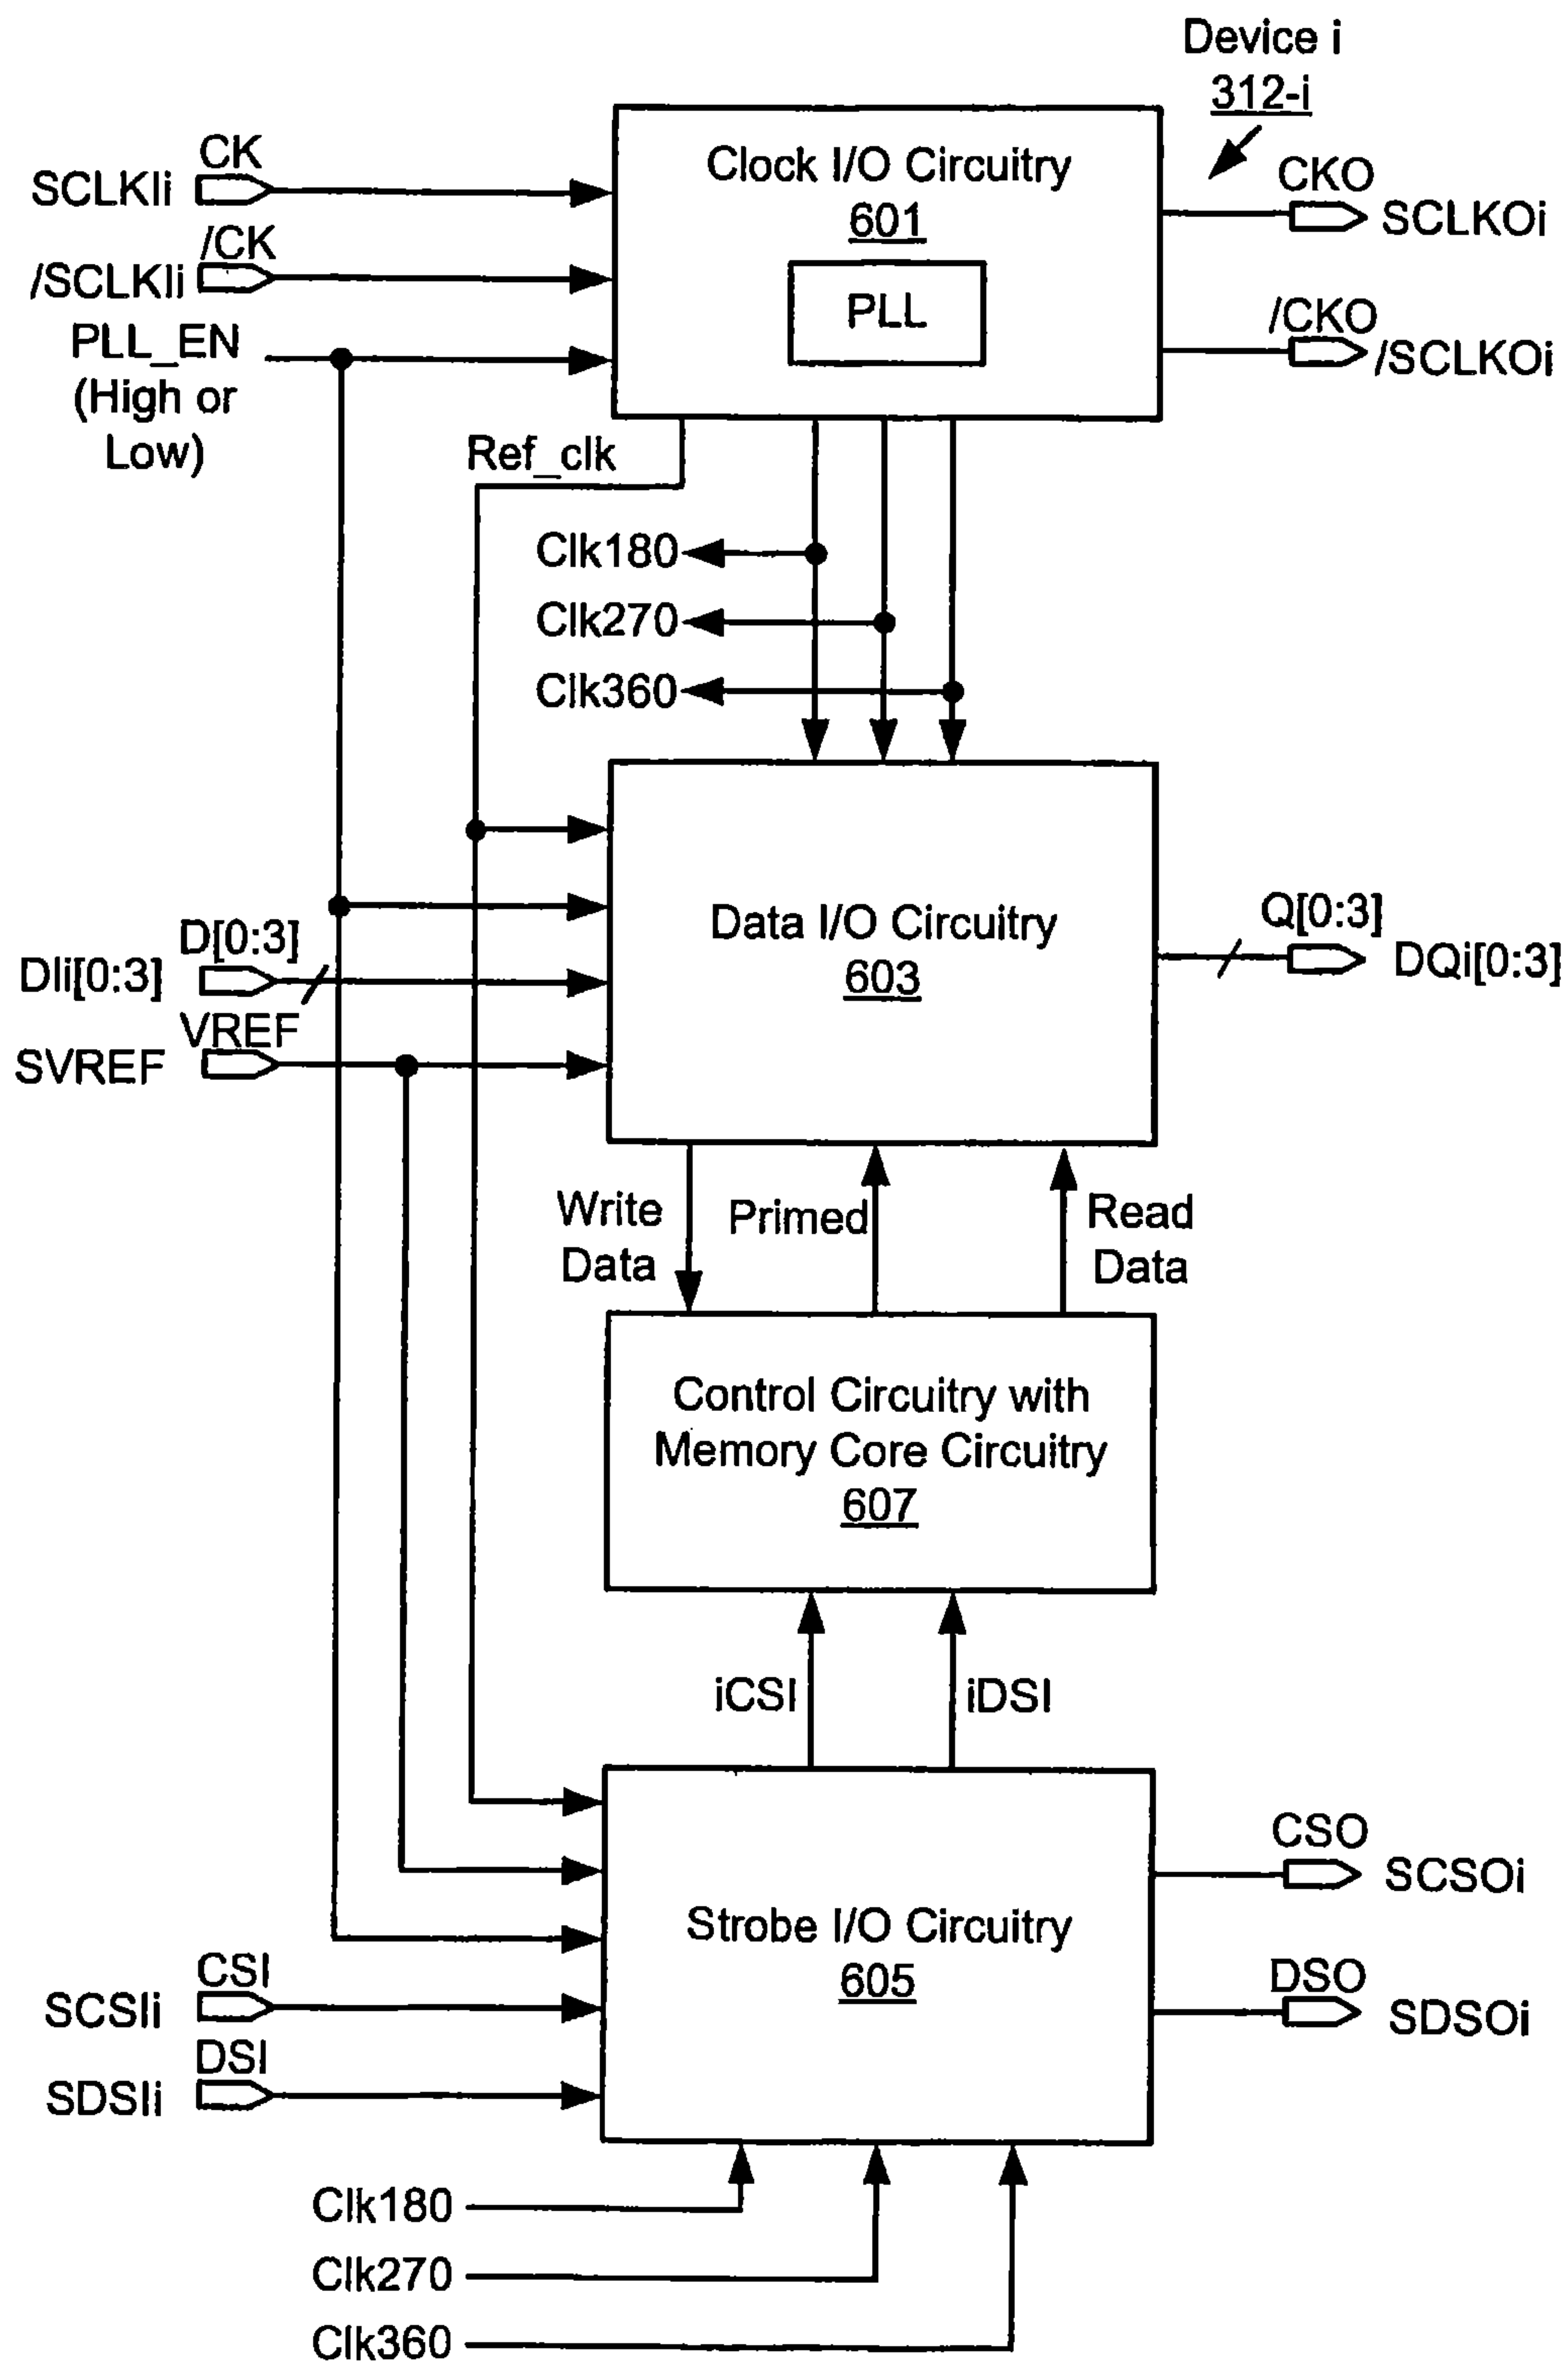 Device i
312-i
CK
SCLKIi
Clock I/O Circuitry
601
PLL
CKO
SCLKOi
/CK
/SCLKIi
/CKO
/SCLKOi
PLL_EN
(High or
Low)
Ref_clk
Clk180
Clk270
Clk360
D[0:3]
DIi[0:3]
VREF
SVREF
Data I/O Circuitry
603
Q[0:3]
DQi[0:3]
Write
Data
Primed
Read
Data
Control Circuitry with
Memory Core Circuitry
607
iCSI
iDSI
Strobe I/O Circuitry
605
CSO
SCSOi
DSO
SDSOi
CSI
SCSIi
DSI
SDSIi
Clk180
Clk270
Clk360